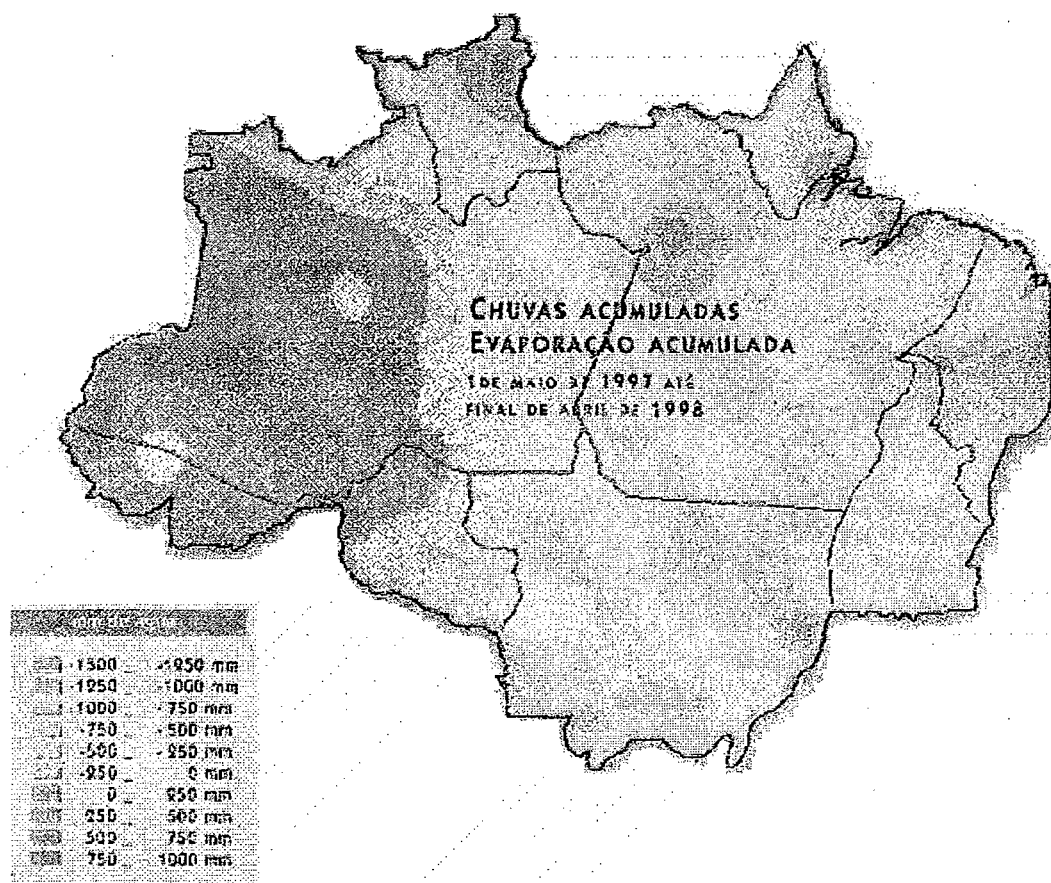 CHUVAS ACUMULADAS
EVAPORAÇÃO ACUMULADA
1 DE MAIO DE 1997 ATÉ
FINAL DE ABRIL DE 1998
mm de
-1500 _ -1250 mm
-1250 _ -1000 mm
1000 _ -750 mm
-750 _ -500 mm
-500 _ -250 mm
-250 _ 0 mm
0 _ 250 mm
250 _ 500 mm
500 _ 750 mm
750 _ 1000 mm